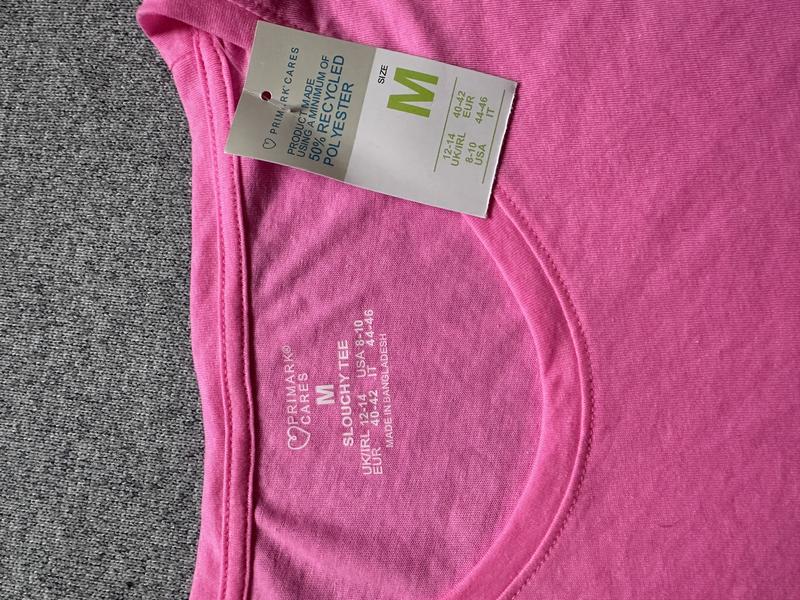 PRIMARK® CARES
PRODUCT MADE
USING A MINIMUM OF
50% RECYCLED
POLYESTER
SIZE
M
12-14 40-42
UK/IRL EUR
8-10 44-46
USA IT
PRIMARK®
CARES
M
SLOUCHY TEE
UK/IRL 12-14 USA 8-10
EUR 40-42 IT 44-46
MADE IN BANGLADESH